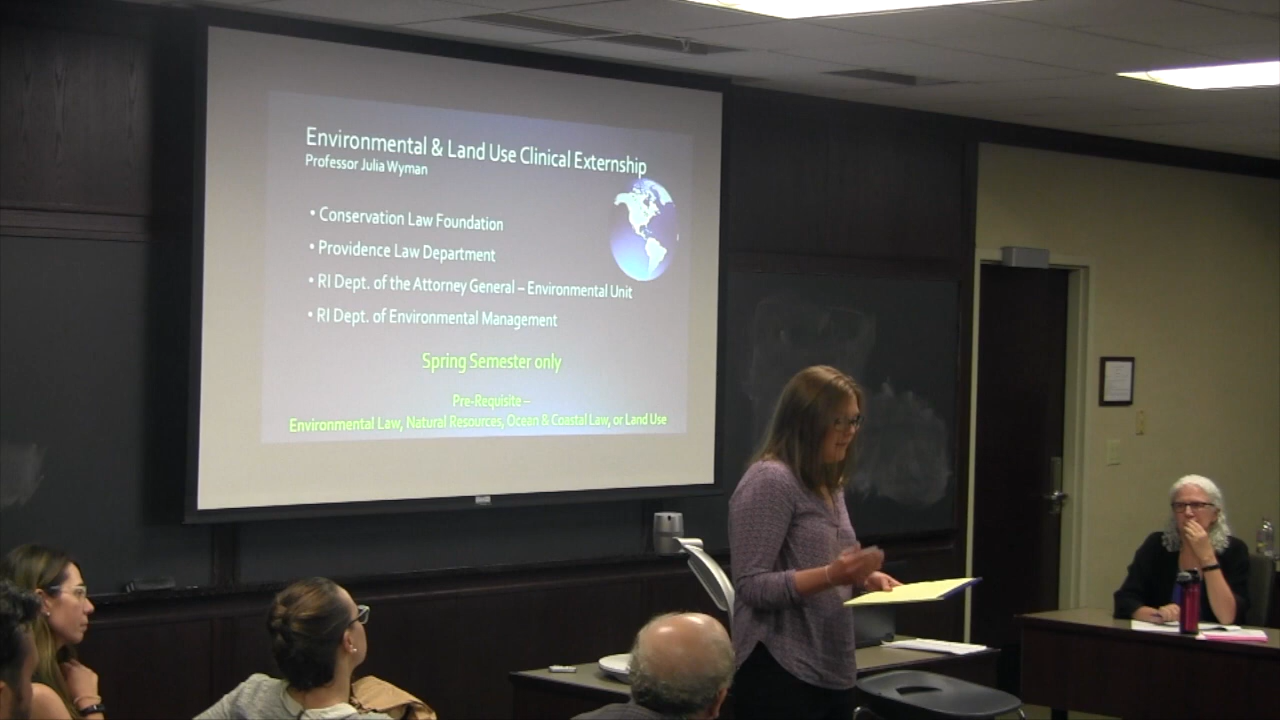 Environmental & Land Use Clinical Externship
Professor Julia Wyman
• Conservation Law Foundation
• Providence Law Department
• RI Dept. of the Attorney General – Environmental Unit
• RI Dept. of Environmental Management
Spring Semester only
Pre-Requisite –
Environmental Law, Natural Resources, Ocean & Coastal Law, or Land Use